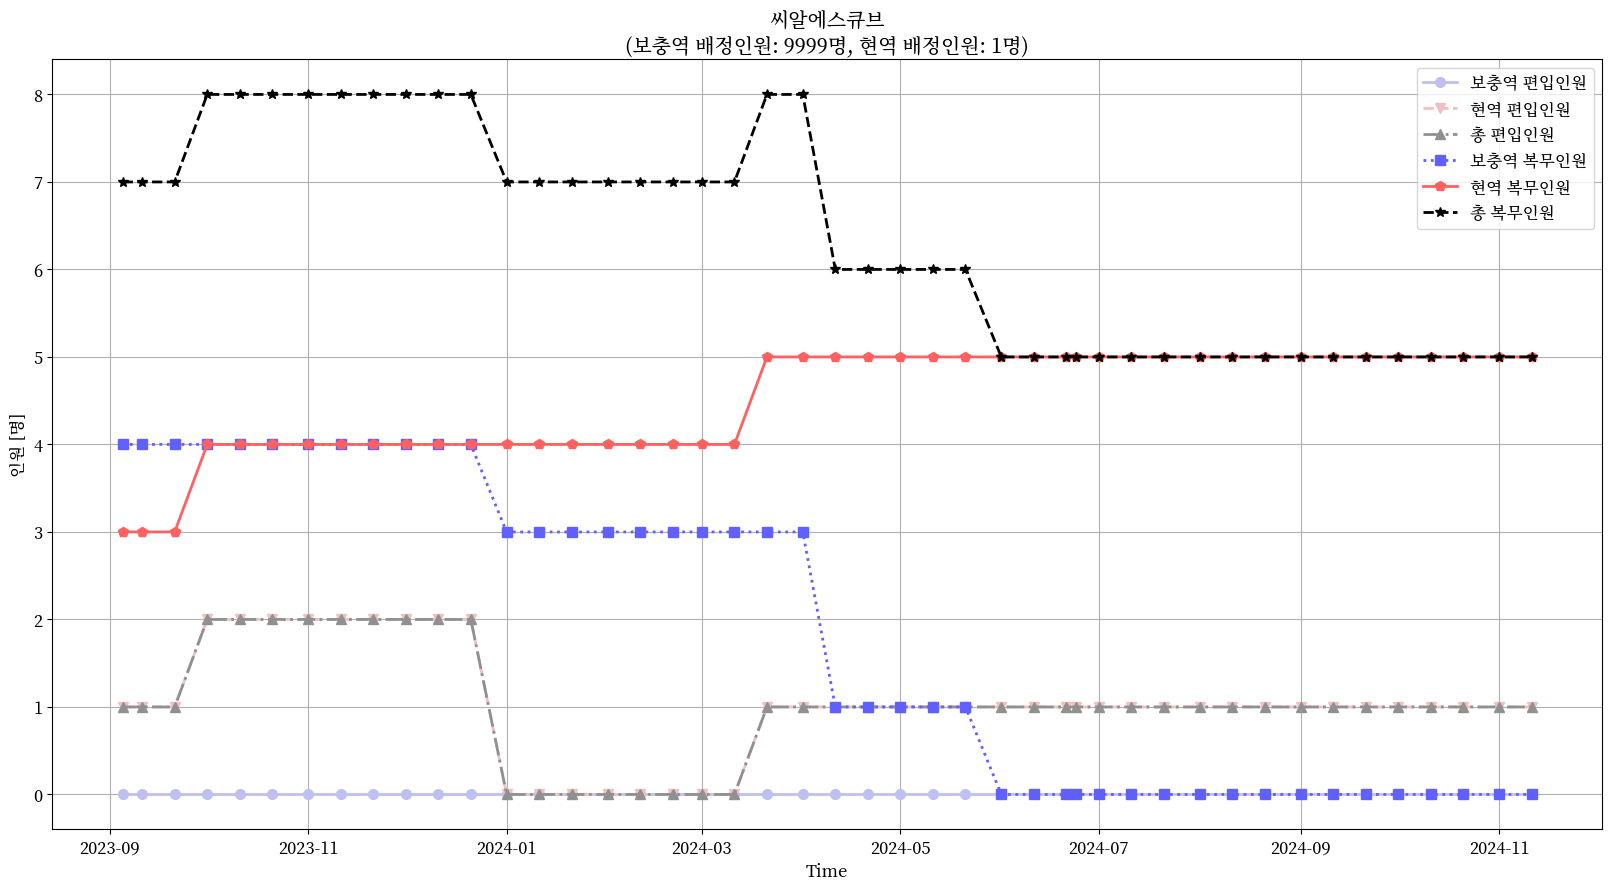 씨알에스큐브
(보충역 배정인원: 9999명, 현역 배정인원: 1명)
보충역 편입인원
현역 편입인원
총 편입인원
보충역 복무인원
현역 복무인원
총 복무인원
8
7
6
5
4
3
2
1
0
인원 [명]
2023-09
2023-11
2024-01
2024-03
2024-05
2024-07
2024-09
2024-11
Time